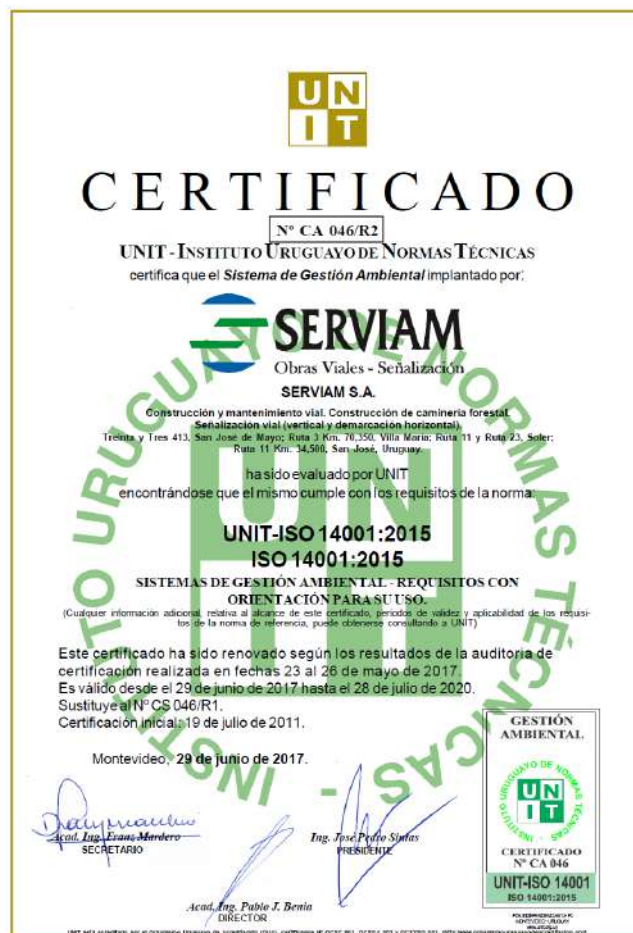 UN
IT
CERTIFICADO
Nº CA 046/R2
UNIT - INSTITUTO URUGUAYO DE NORMAS TÉCNICAS
certifica que el Sistema de Gestión Ambiental implantado por:
SERVIAM
Obras Viales - Señalización
SERVIAM S.A.
Construcción y mantenimiento vial. Construcción de caminería forestal.
Señalización vial (vertical y demarcación horizontal).
Treinta y Tres 413, San José de Mayo; Ruta 3 Km. 70,350, Villa María; Ruta 11 y Ruta 23, Soler;
Ruta 11 Km. 34,500, San José, Uruguay.
ha sido evaluado por UNIT
encontrándose que el mismo cumple con los requisitos de la norma:
UNIT-ISO 14001:2015
ISO 14001:2015
SISTEMAS DE GESTIÓN AMBIENTAL - REQUISITOS CON
ORIENTACIÓN PARA SU USO.
(Cualquier información adicional, relativa al alcance de este certificado, períodos de validez y aplicabilidad de los requisi-
tos de la norma de referencia, puede obtenerse consultando a UNIT)
Este certificado ha sido renovado según los resultados de la auditoría de
certificación realizada en fechas 23 al 26 de mayo de 2017.
Es válido desde el 29 de junio de 2017 hasta el 28 de julio de 2020.
Sustituye al Nº CS 046/R1.
Certificación inicial: 19 de julio de 2011.
Montevideo, 29 de junio de 2017.
INSTITUTO URUGUAYO DE NORMAS TÉCNICAS -
UN
IT
Acad. Ing. Franz Mardero
SECRETARIO
Ing. José Pedro Sintas
PRESIDENTE
Acad. Ing. Pablo J. Benia
DIRECTOR
GESTIÓN
AMBIENTAL
INSTITUTO URUGUAYO DE NORMAS TÉCNICAS -
UN
IT
CERTIFICADO
Nº CA 046
UNIT-ISO 14001
ISO 14001:2015